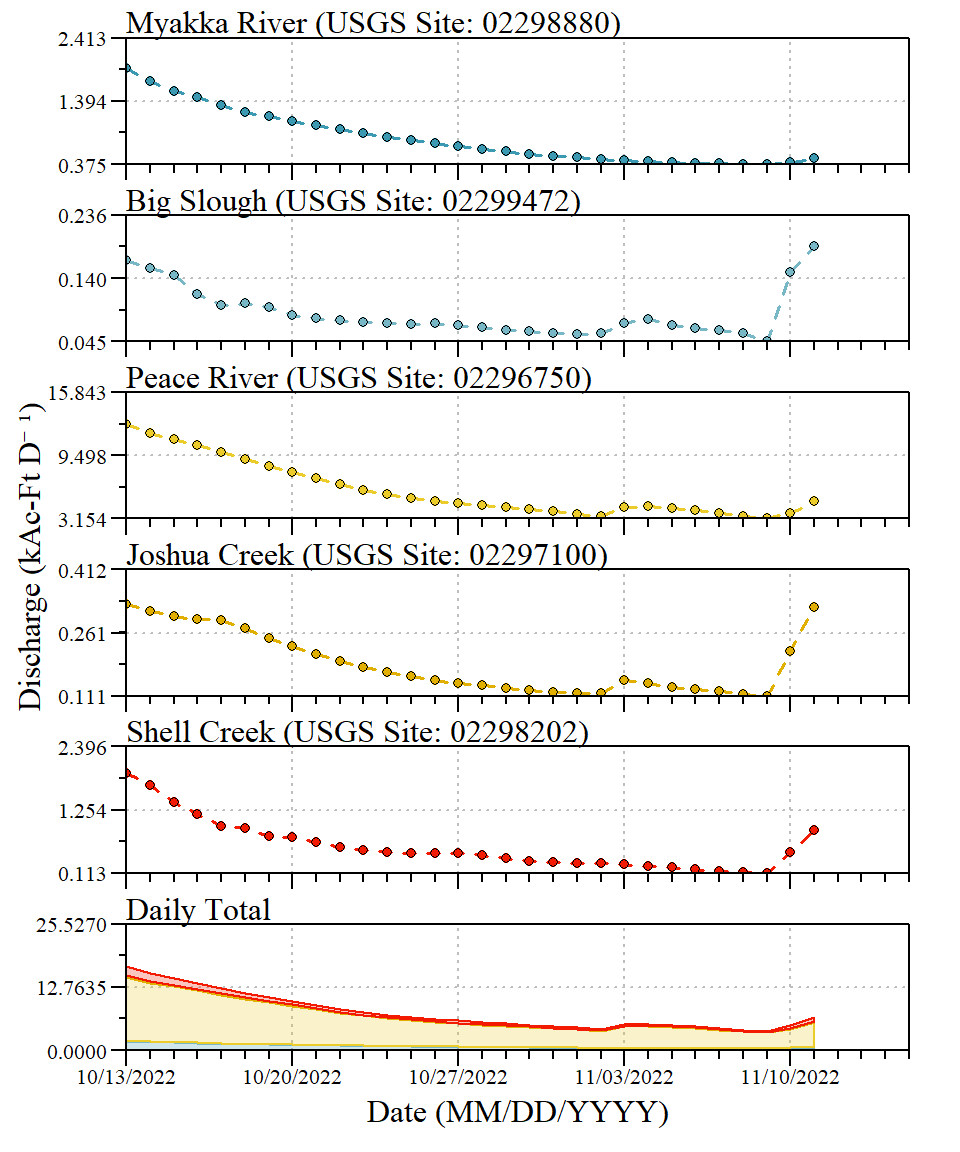 Myakka River (USGS Site: 02298880)
2.413
1.394
0.375
Big Slough (USGS Site: 02299472)
0.236
0.140
0.045
Peace River (USGS Site: 02296750)
15.843
9.498
3.154
Discharge (kAc-Ft D⁻¹)
Joshua Creek (USGS Site: 02297100)
0.412
0.261
0.111
Shell Creek (USGS Site: 02298202)
2.396
1.254
0.113
Daily Total
25.5270
12.7635
0.0000
10/13/2022 10/20/2022 10/27/2022 11/03/2022 11/10/2022
Date (MM/DD/YYYY)